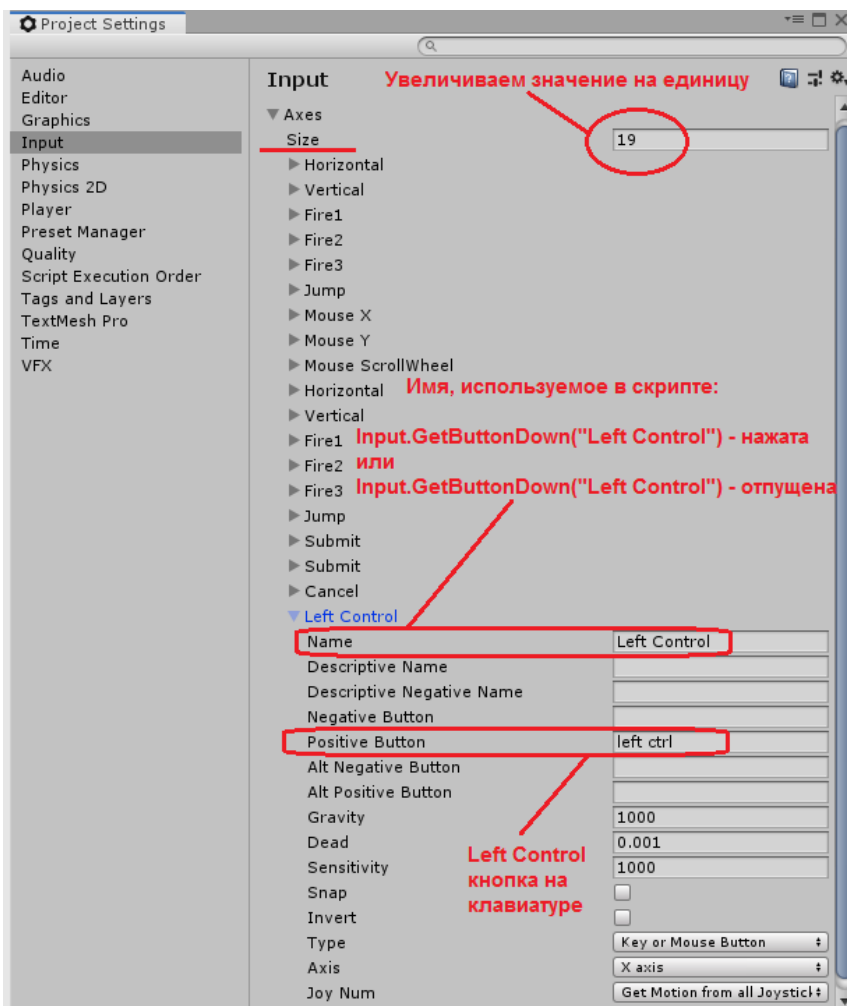 Project Settings
Audio
Editor
Graphics
Input
Physics
Physics 2D
Player
Preset Manager
Quality
Script Execution Order
Tags and Layers
TextMesh Pro
Time
VFX
Input
Увеличиваем значение на единицу
Axes
Size 19
Horizontal
Vertical
Fire1
Fire2
Fire3
Jump
Mouse X
Mouse Y
Mouse ScrollWheel
Horizontal
Имя, используемое в скрипте:
Vertical
Fire1
Input.GetButtonDown("Left Control") - нажата
Fire2
или
Fire3
Input.GetButtonDown("Left Control") - отпущена
Jump
Submit
Submit
Cancel
Left Control
Name Left Control
Descriptive Name
Descriptive Negative Name
Negative Button
Positive Button left ctrl
Alt Negative Button
Alt Positive Button
Gravity 1000
Dead 0.001
Sensitivity 1000
Snap
Invert
Left Control
кнопка на
клавиатуре
Type Key or Mouse Button
Axis X axis
Joy Num Get Motion from all Joystick